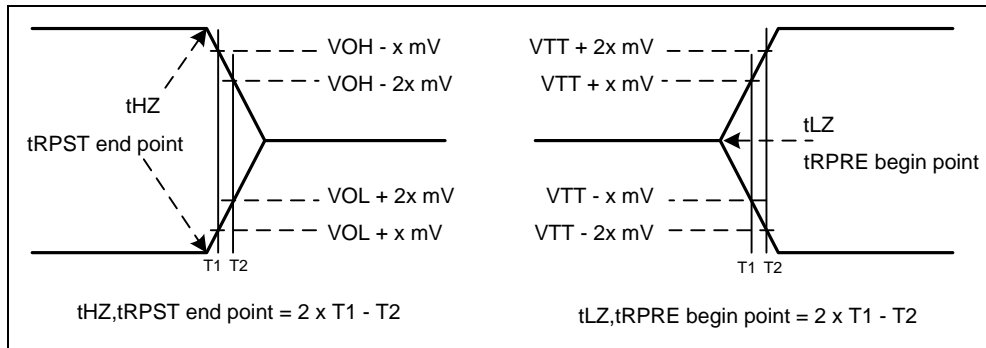 VOH - x mV
VOH - 2x mV
tHZ
tRPST end point
VOL + 2x mV
VOL + x mV
T1 T2
tHZ,tRPST end point = 2 x T1 - T2
VTT + 2x mV
VTT + x mV
tLZ
tRPRE begin point
VTT - x mV
VTT - 2x mV
T1 T2
tLZ,tRPRE begin point = 2 x T1 - T2